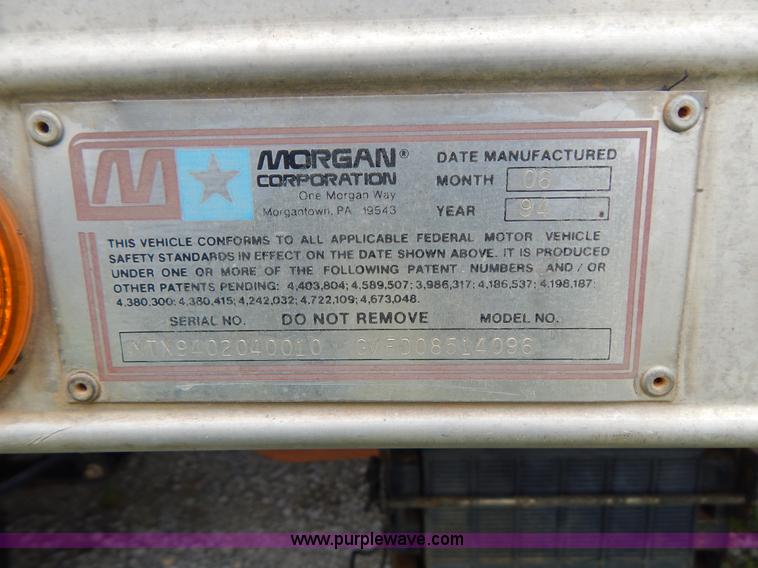 M
MORGAN®
CORPORATION
One Morgan Way
Morgantown, PA 19543
DATE MANUFACTURED
MONTH 06
YEAR 94
THIS VEHICLE CONFORMS TO ALL APPLICABLE FEDERAL MOTOR VEHICLE
SAFETY STANDARDS IN EFFECT ON THE DATE SHOWN ABOVE. IT IS PRODUCED
UNDER ONE OR MORE OF THE FOLLOWING PATENT NUMBERS AND/OR
OTHER PATENTS PENDING: 4,403,804; 4,589,507; 3,986,317; 4,186,537; 4,198,187;
4,380,300; 4,380,415; 4,242,032; 4,722,109; 4,673,048.
SERIAL NO. DO NOT REMOVE MODEL NO.
www.purplewave.com